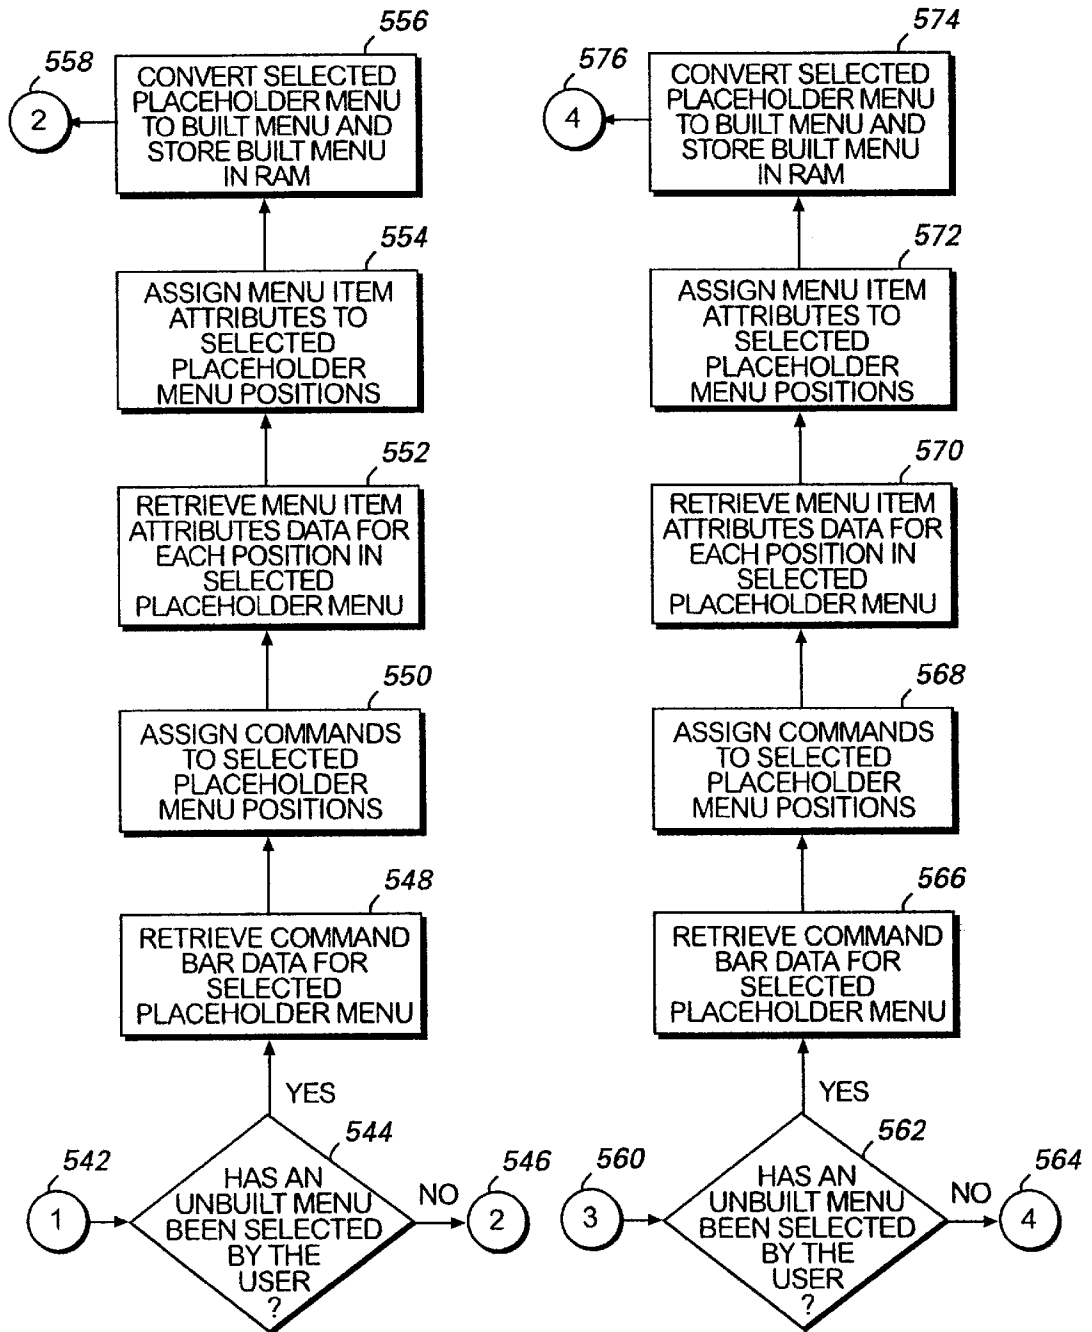 556
558
2
CONVERT SELECTED
PLACEHOLDER MENU
TO BUILT MENU AND
STORE BUILT MENU
IN RAM
554
ASSIGN MENU ITEM
ATTRIBUTES TO
SELECTED
PLACEHOLDER
MENU POSITIONS
552
RETRIEVE MENU ITEM
ATTRIBUTES DATA FOR
EACH POSITION IN
SELECTED
PLACEHOLDER MENU
550
ASSIGN COMMANDS
TO SELECTED
PLACEHOLDER
MENU POSITIONS
548
RETRIEVE COMMAND
BAR DATA FOR
SELECTED
PLACEHOLDER MENU
YES
544
542
1
HAS AN
UNBUILT MENU
BEEN SELECTED
BY THE
USER
?
NO
546
2
574
576
4
CONVERT SELECTED
PLACEHOLDER MENU
TO BUILT MENU AND
STORE BUILT MENU
IN RAM
572
ASSIGN MENU ITEM
ATTRIBUTES TO
SELECTED
PLACEHOLDER
MENU POSITIONS
570
RETRIEVE MENU ITEM
ATTRIBUTES DATA FOR
EACH POSITION IN
SELECTED
PLACEHOLDER MENU
568
ASSIGN COMMANDS
TO SELECTED
PLACEHOLDER
MENU POSITIONS
566
RETRIEVE COMMAND
BAR DATA FOR
SELECTED
PLACEHOLDER MENU
YES
562
560
3
HAS AN
UNBUILT MENU
BEEN SELECTED
BY THE
USER
?
NO
564
4